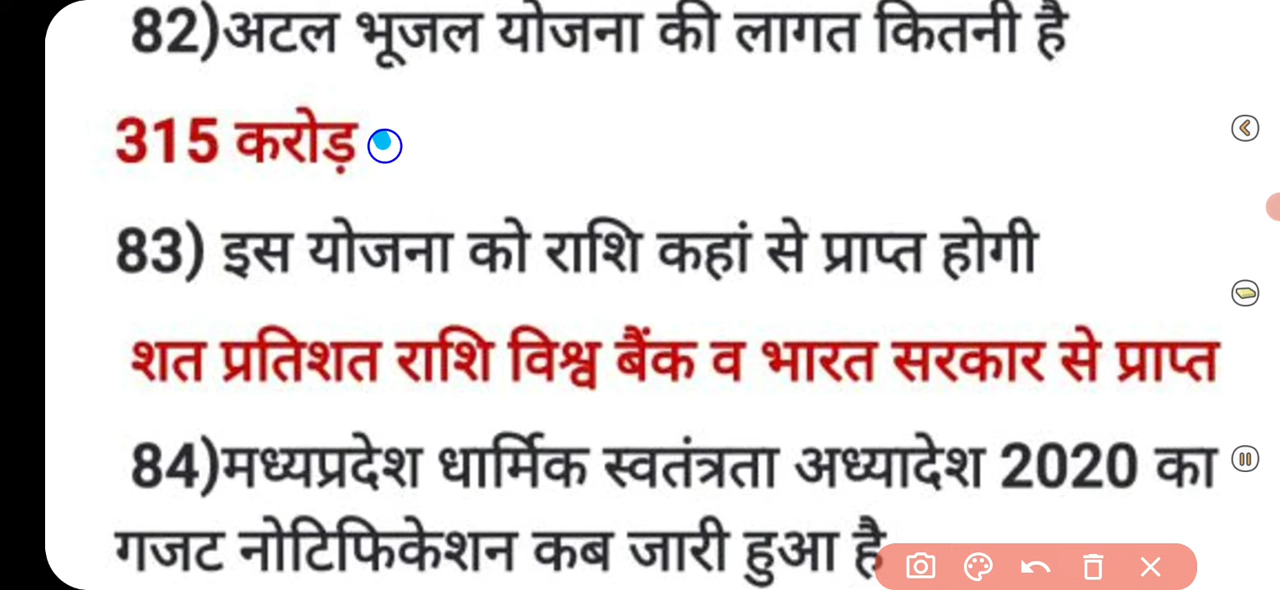 82)अटल भूजल योजना की लागत कितनी है
315 करोड़
83) इस योजना को राशि कहां से प्राप्त होगी
शत प्रतिशत राशि विश्व बैंक व भारत सरकार से प्राप्त
84)मध्यप्रदेश धार्मिक स्वतंत्रता अध्यादेश 2020 का
गजट नोटिफिकेशन कब जारी हुआ है